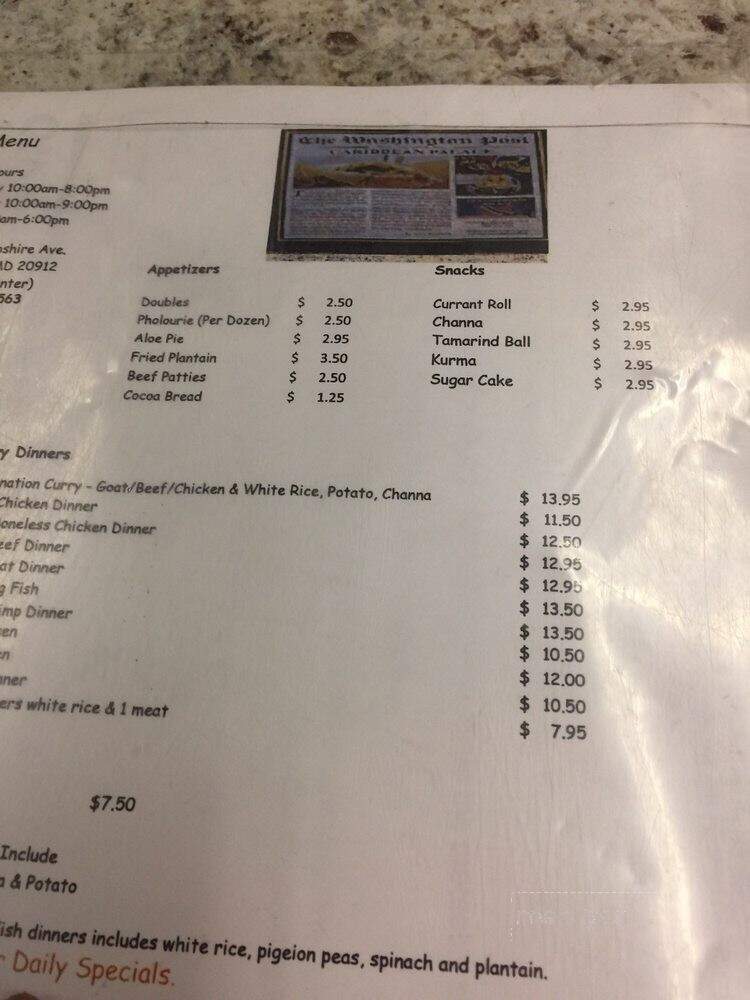 Menu
The Washington Post
CARIBBEAN PALACE
ours
10:00am-8:00pm
10:00am-9:00pm
am-6:00pm
shire Ave.
MD 20912
nter)
563
Appetizers
Doubles $ 2.50
Pholourie (Per Dozen) $ 2.50
Aloe Pie $ 2.95
Fried Plantain $ 3.50
Beef Patties $ 2.50
Cocoa Bread $ 1.25
Snacks
Currant Roll $ 2.95
Channa $ 2.95
Tamarind Ball $ 2.95
Kurma $ 2.95
Sugar Cake $ 2.95
y Dinners
nation Curry - Goat/Beef/Chicken & White Rice, Potato, Channa $ 13.95
Chicken Dinner $ 11.50
oneless Chicken Dinner $ 12.50
eef Dinner $ 12.95
at Dinner $ 12.95
g Fish $ 13.50
imp Dinner $ 13.50
en $ 10.50
n $ 12.00
nner $ 10.50
ers white rice & 1 meat $ 7.95
$7.50
Include
a & Potato
ish dinners includes white rice, pigeion peas, spinach and plantain.
r Daily Specials.